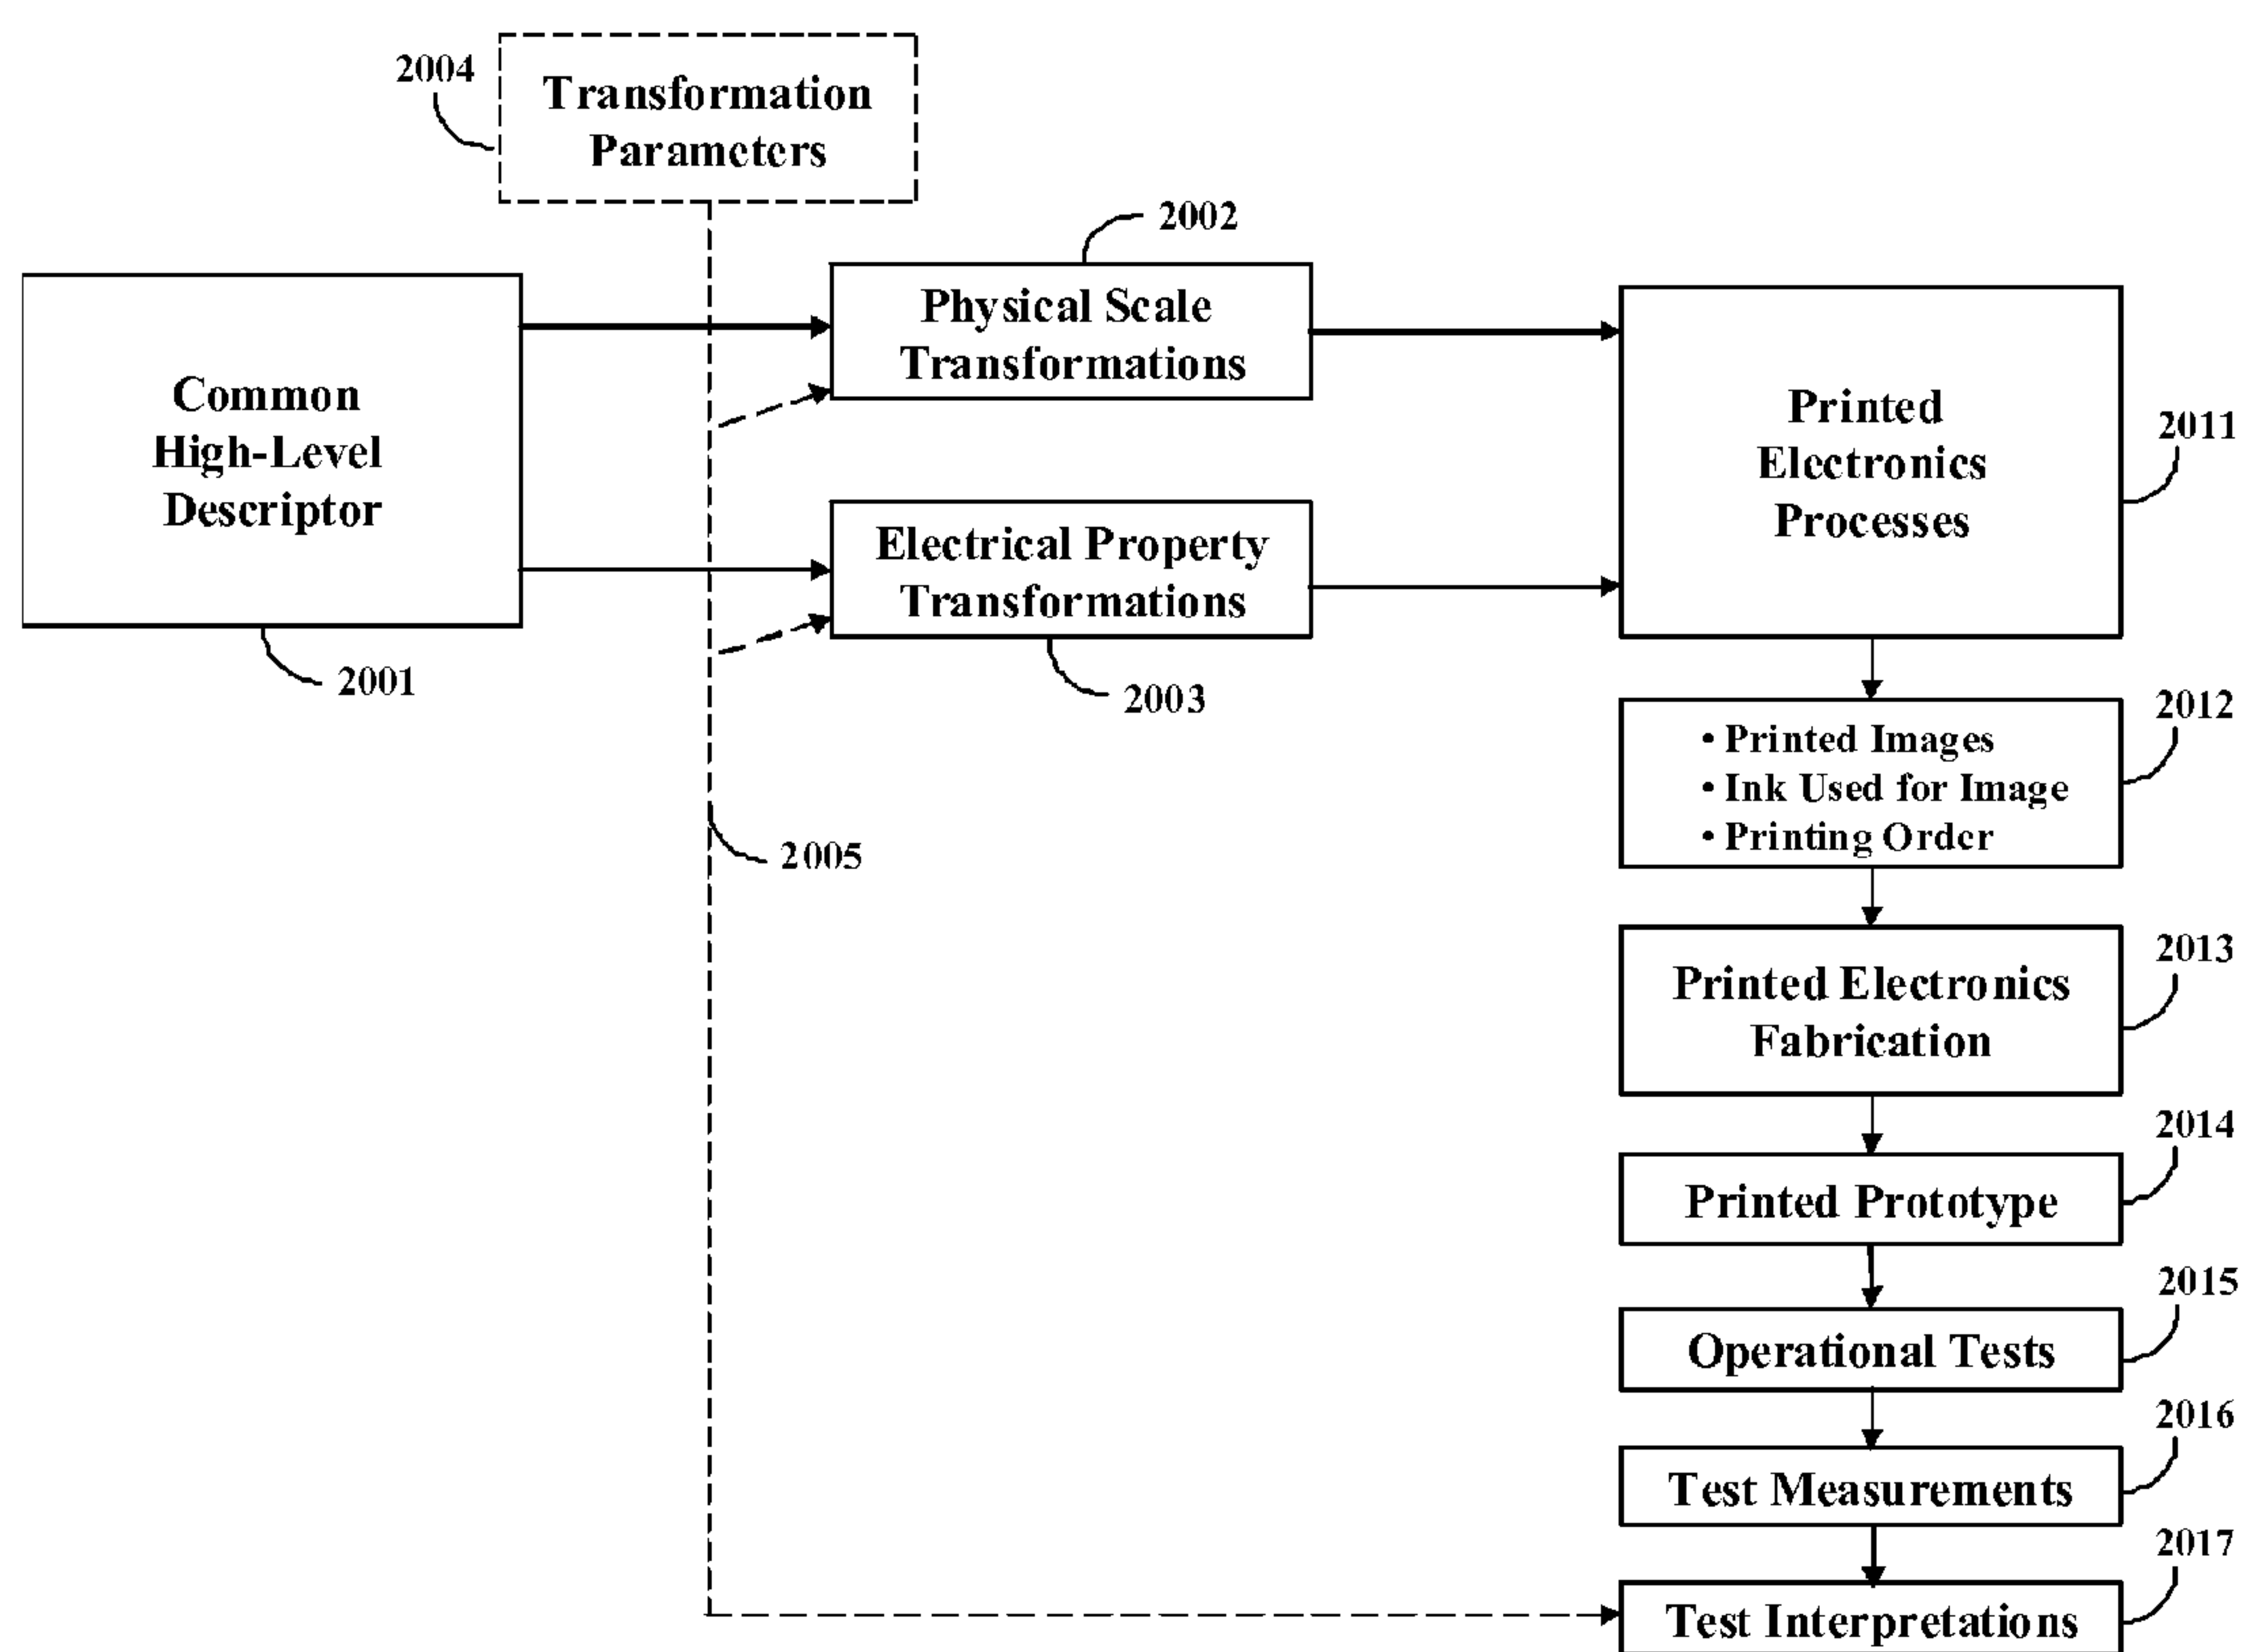 2004
Transformation
Parameters
2002
Common
High-Level
Descriptor
2001
Physical Scale
Transformations
Electrical Property
Transformations
2003
2005
Printed
Electronics
Processes
2011
• Printed Images
• Ink Used for Image
• Printing Order
2012
Printed Electronics
Fabrication
2013
Printed Prototype
2014
Operational Tests
2015
Test Measurements
2016
Test Interpretations
2017